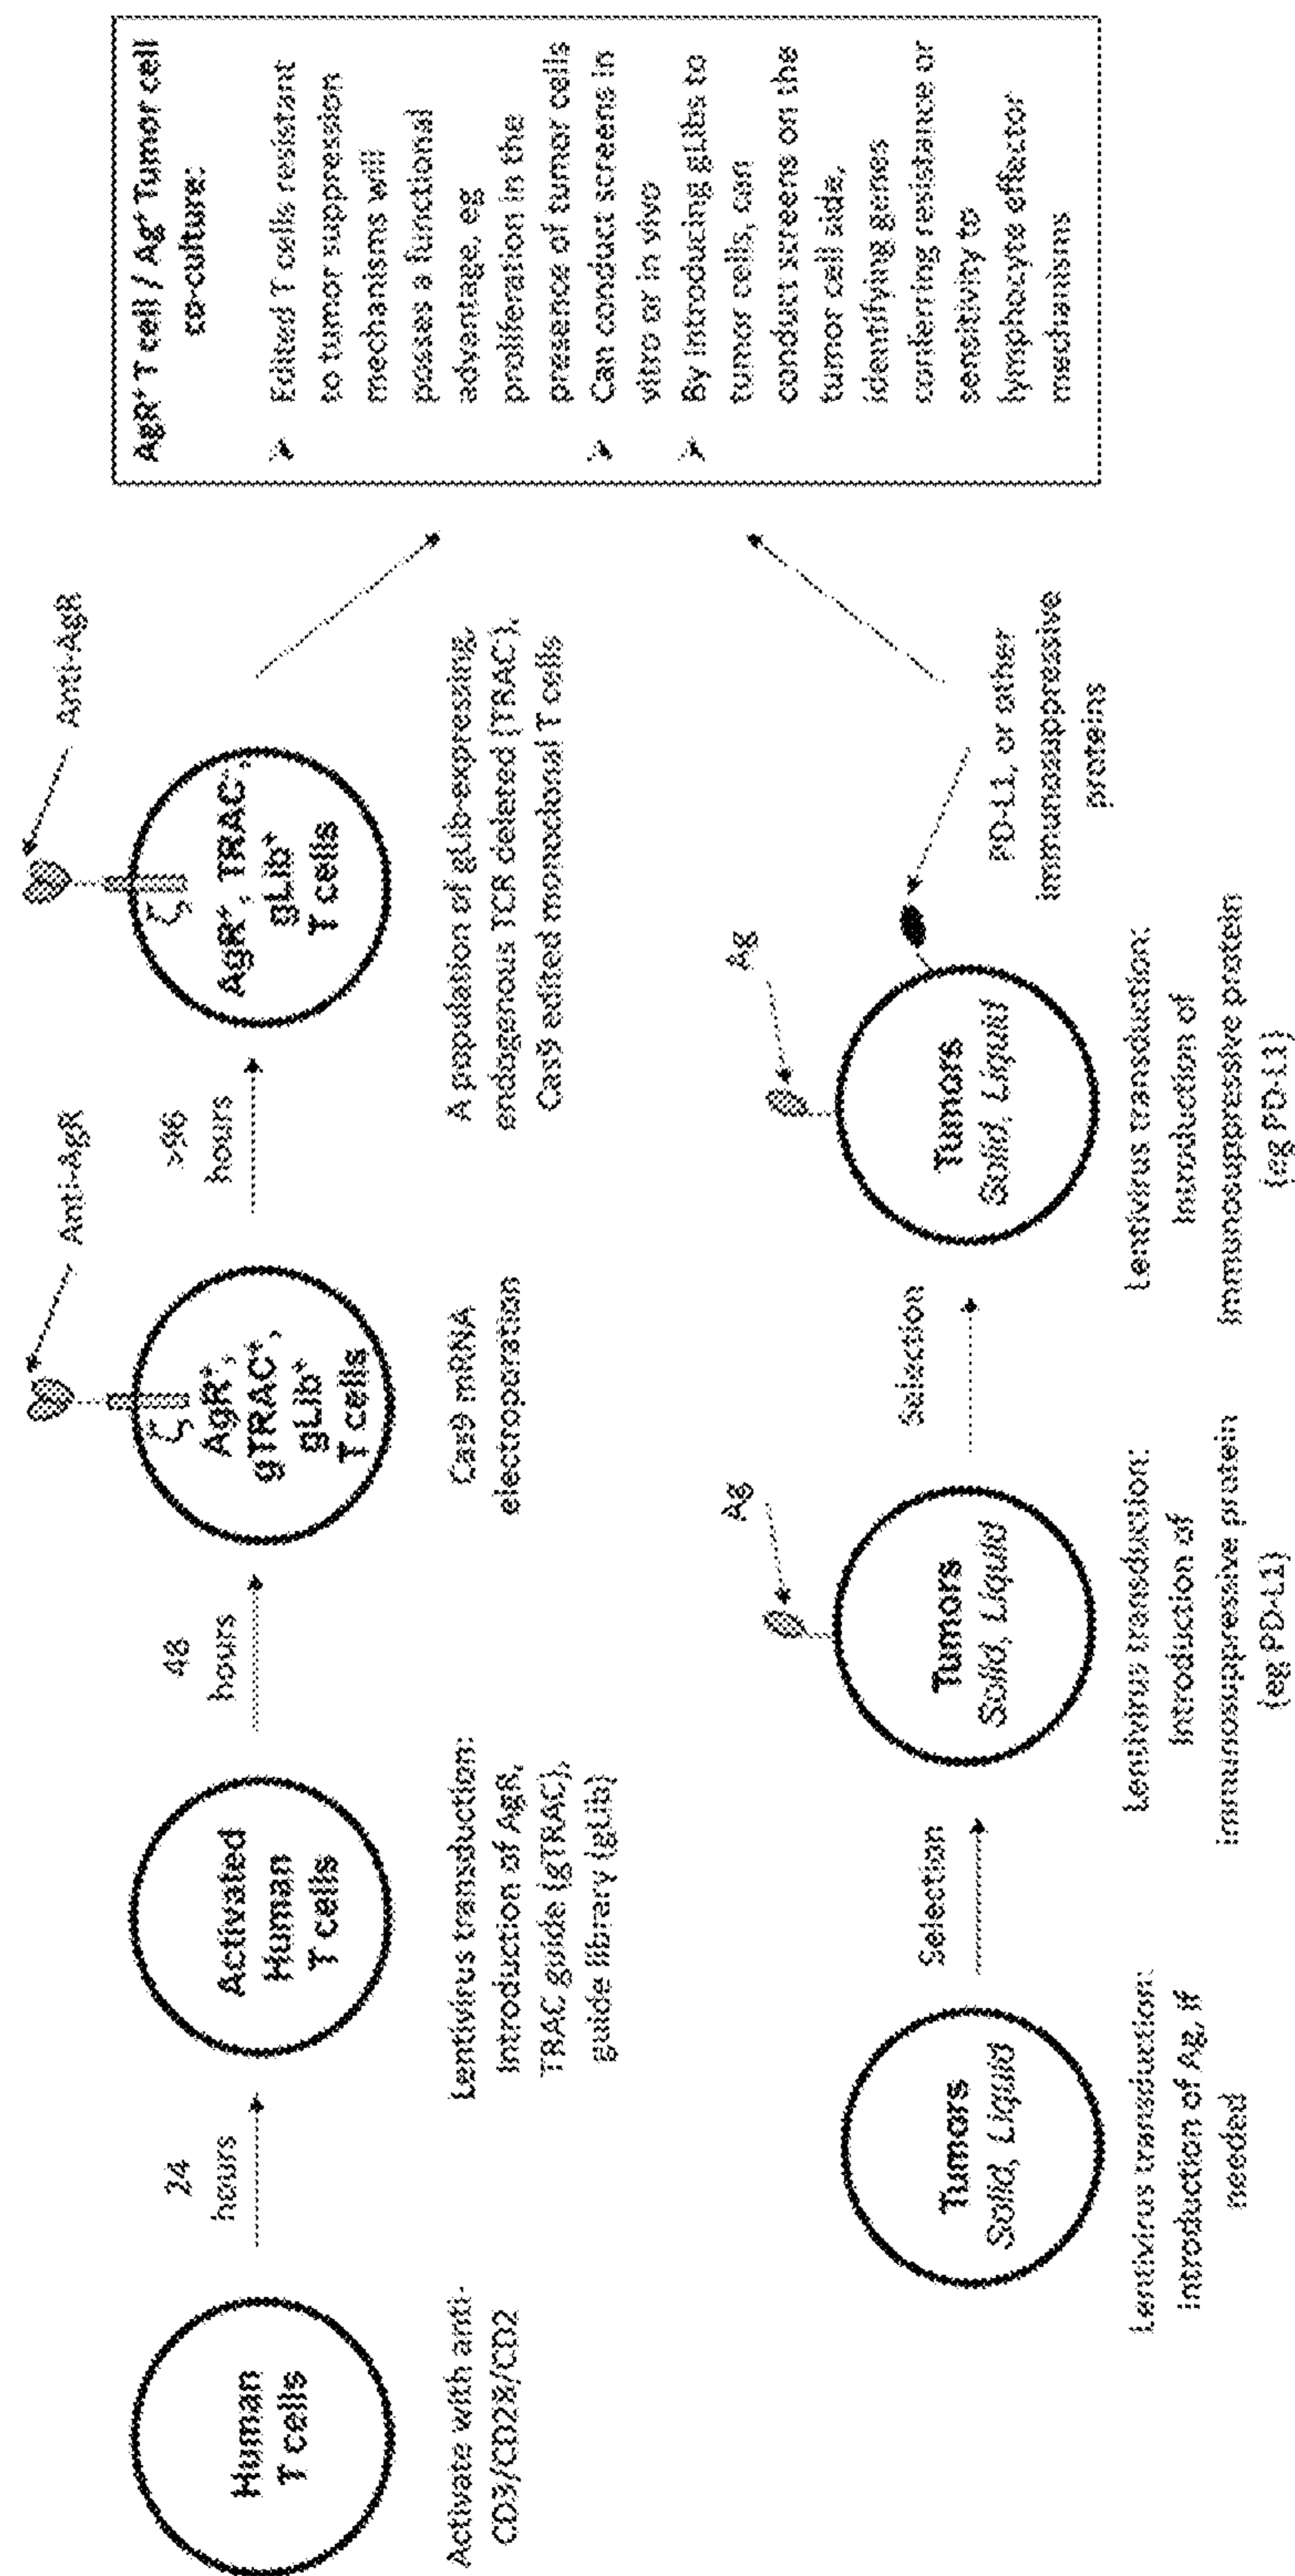 Human
T cells
Activate with anti-
CD3/CD28/CD2
24
hours
Activated
Human
T cells
Lentivirus transduction:
Introduction of AgR,
TRAC guide (gTRAC),
guide library (gLib)
48
hours
Anti-AgR
AgR⁺,
gTRAC⁺,
gLib⁺
T cells
Cas9 mRNA
electroporation
>96
hours
Anti-AgR
AgR⁺, TRAC⁻,
gLib⁺
T cells
A population of gLib-expressing,
endogenous TCR deleted (TRAC⁻),
Cas9 edited monoclonal T cells
Tumors
Solid, Liquid
Lentivirus transduction:
Introduction of Ag, if
needed
Selection
Ag
Tumors
Solid, Liquid
Lentivirus transduction:
Introduction of
immunosuppressive protein
(eg PD-L1)
Selection
Ag
Tumors
Solid, Liquid
Lentivirus transduction:
Introduction of
immunosuppressive protein
(eg PD-L1)
PD-L1, or other
immunosuppressive
proteins
AgR⁺ T cell / Ag⁺ Tumor cell
co-culture:
➢ Edited T cells resistant
to tumor suppression
mechanisms will
posses a functional
advantage, eg
proliferation in the
presence of tumor cells
➢ Can conduct screens in
vitro or in vivo
➢ By introducing gLibs to
tumor cells, can
conduct screens on the
tumor cell side,
identifying genes
conferring resistance or
sensitivity to
lymphocyte effector
mechanisms